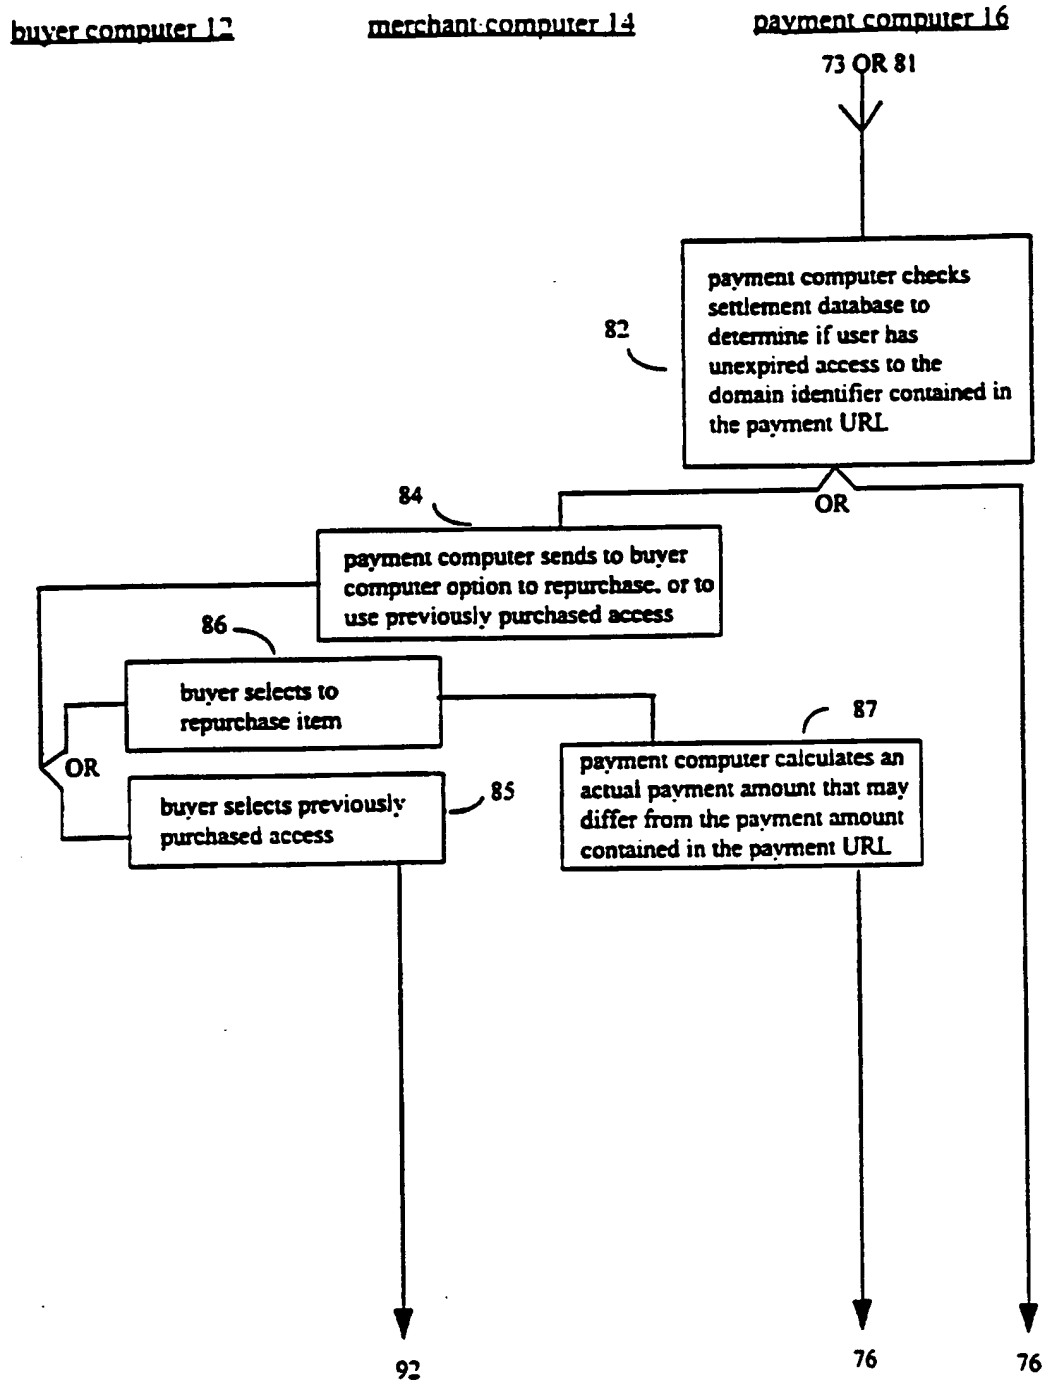 buyer computer 12
merchant computer 14
payment computer 16
73 OR 81
payment computer checks
settlement database to
determine if user has
unexpired access to the
domain identifier contained in
the payment URL
82
OR
84
payment computer sends to buyer
computer option to repurchase, or to
use previously purchased access
86
buyer selects to
repurchase item
87
payment computer calculates an
actual payment amount that may
differ from the payment amount
contained in the payment URL
OR
buyer selects previously
purchased access
85
92
76
76